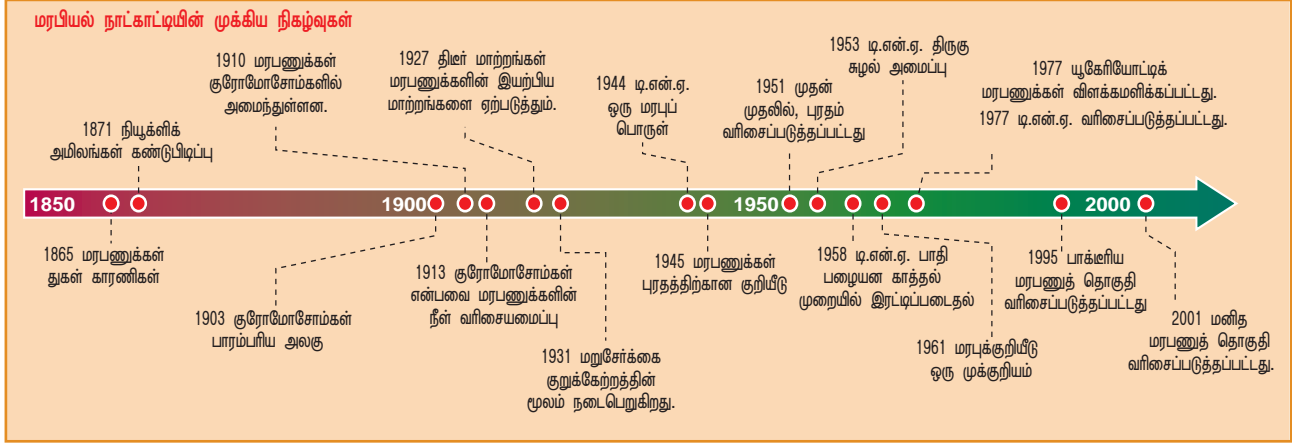 மரபியல் நாட்காட்டியின் முக்கிய நிகழ்வுகள்
1871 நியூக்ளிக்
அமிலங்கள் கண்டுபிடிப்பு
1910 மரபணுக்கள்
குரோமோசோம்களில்
அமைந்துள்ளன.
1927 திடீர் மாற்றங்கள்
மரபணுக்களின் இயற்பிய
மாற்றங்களை ஏற்படுத்தும்.
1944 டி.என்.ஏ.
ஒரு மரபுப்
பொருள்
1951 முதன்
முதலில், புரதம்
வரிசைப்படுத்தப்பட்டது
1953 டி.என்.ஏ. திருகு
சுழல் அமைப்பு
1977 யூகேரியோட்டிக்
மரபணுக்கள் விளக்கமளிக்கப்பட்டது.
1977 டி.என்.ஏ. வரிசைப்படுத்தப்பட்டது.
1850 1900 1950 2000
1865 மரபணுக்கள்
துகள் காரணிகள்
1903 குரோமோசோம்கள்
பாரம்பரிய அலகு
1913 குரோமோசோம்கள்
என்பவை மரபணுக்களின்
நீள் வரிசையமைப்பு
1931 மறுசேர்க்கை
குறுக்கேற்றத்தின்
மூலம் நடைபெறுகிறது.
1945 மரபணுக்கள்
புரதத்திற்கான குறியீடு
1958 டி.என்.ஏ. பாதி
பழையன காத்தல்
முறையில் இரட்டிப்படைதல்
1961 மரபுக்குறியீடு
ஒரு முக்குறியம்
1995 பாக்டீரிய
மரபணுத் தொகுதி
வரிசைப்படுத்தப்பட்டது
2001 மனித
மரபணுத் தொகுதி
வரிசைப்படுத்தப்பட்டது.